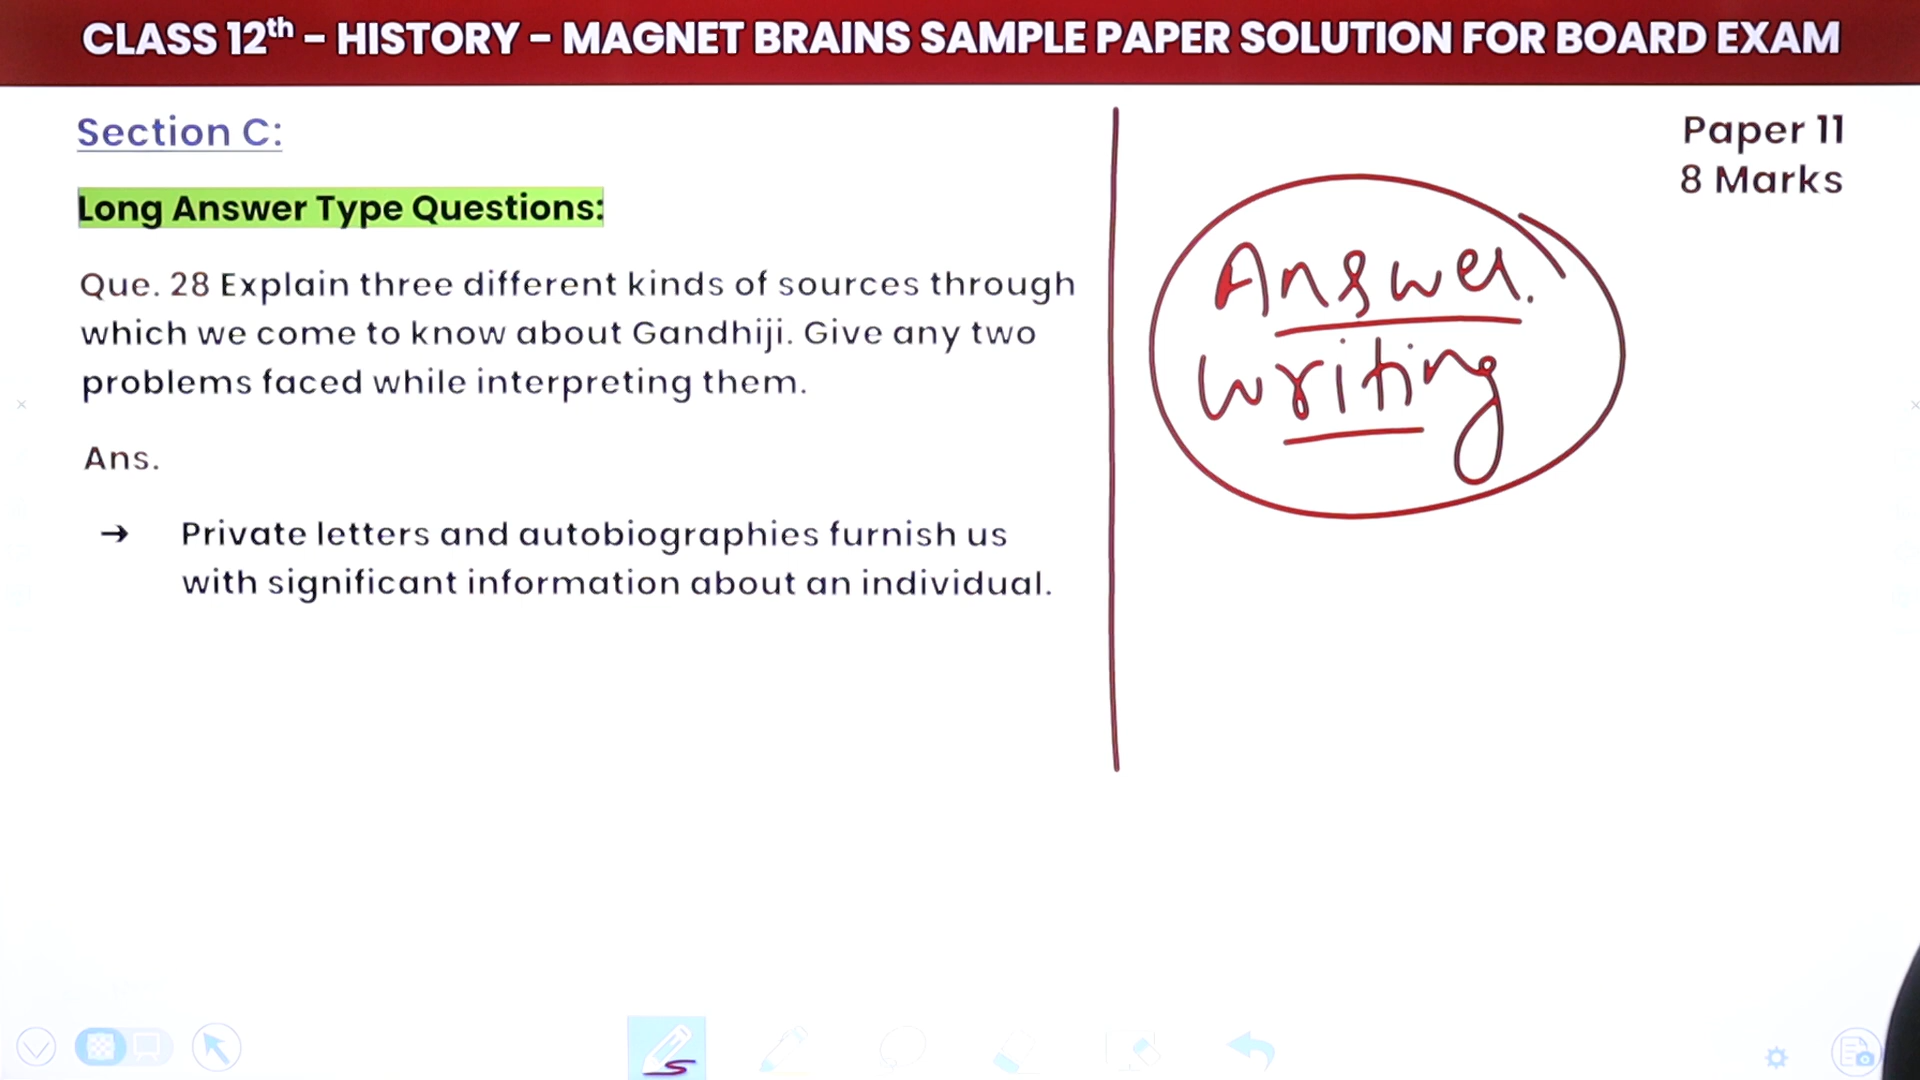 CLASS 12th - HISTORY - MAGNET BRAINS SAMPLE PAPER SOLUTION FOR BOARD EXAM
Section C:
Paper 11
8 Marks
Long Answer Type Questions:
Que. 28 Explain three different kinds of sources through
which we come to know about Gandhiji. Give any two
problems faced while interpreting them.
Ans.
→ Private letters and autobiographies furnish us
with significant information about an individual.
Answer.
Writing